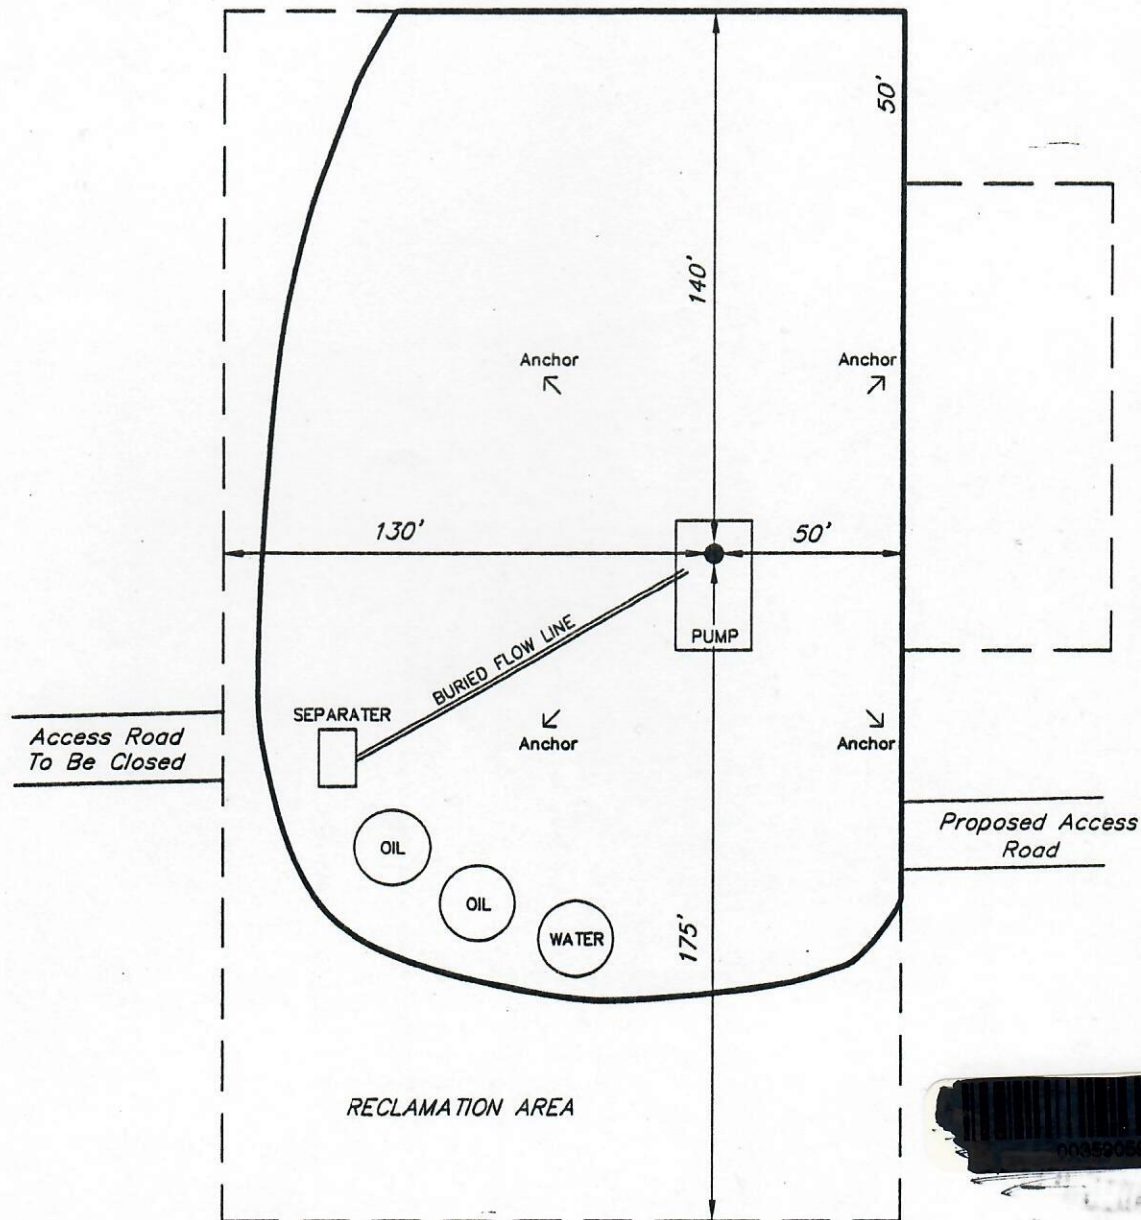 50'
140'
Anchor
Anchor
130'
50'
PUMP
BURIED FLOW LINE
SEPARATER
Access Road
To Be Closed
Anchor
Anchor
Proposed Access
Road
OIL
OIL
WATER
175'
RECLAMATION AREA